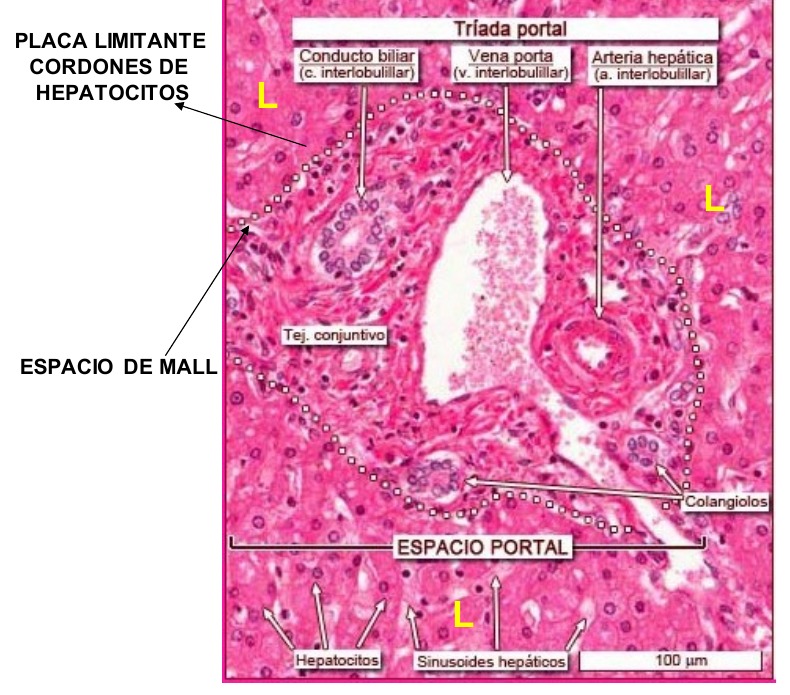 PLACA LIMITANTE
CORDONES DE
HEPATOCITOS
Tríada portal
Conducto biliar
(c. interlobulillar)
Vena porta
(v. interlobulillar)
Arteria hepática
(a. interlobulillar)
L
L
ESPACIO DE MALL
Tej. conjuntivo
Colangiolos
ESPACIO PORTAL
L
Hepatocitos
Sinusoides hepáticos
100 µm